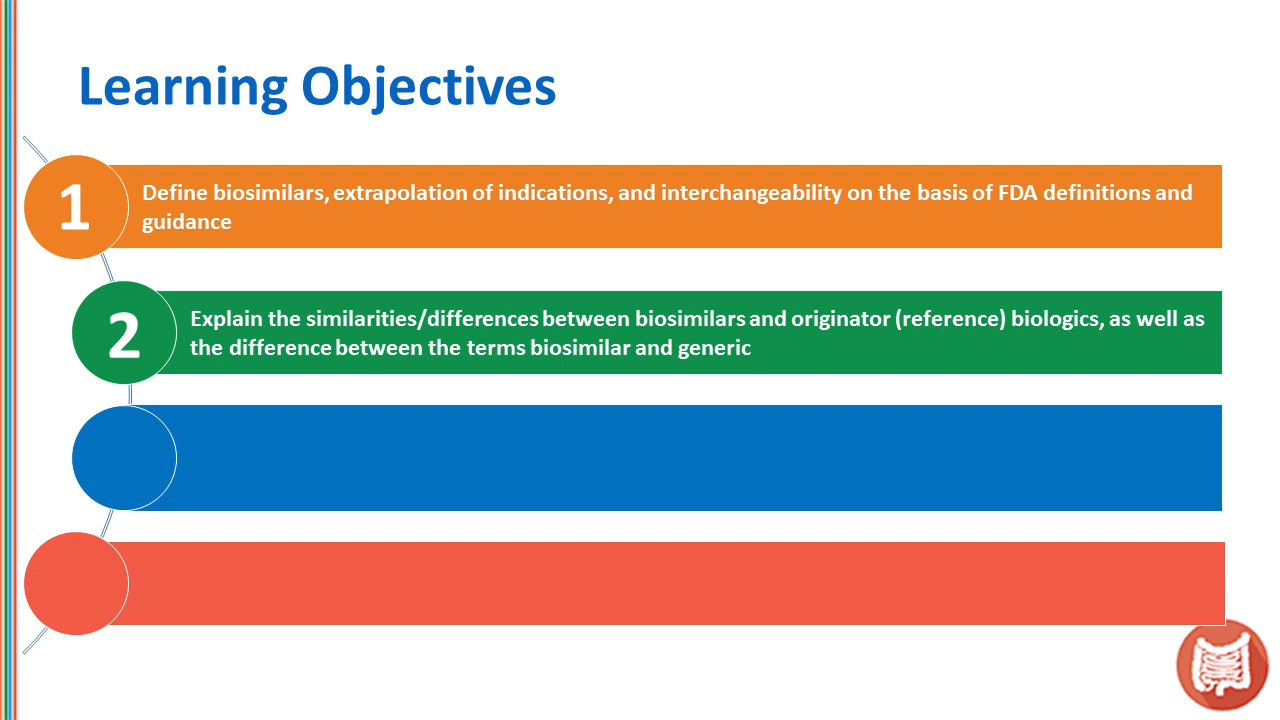 Learning Objectives
1
Define biosimilars, extrapolation of indications, and interchangeability on the basis of FDA definitions and
guidance
2
Explain the similarities/differences between biosimilars and originator (reference) biologics, as well as
the difference between the terms biosimilar and generic